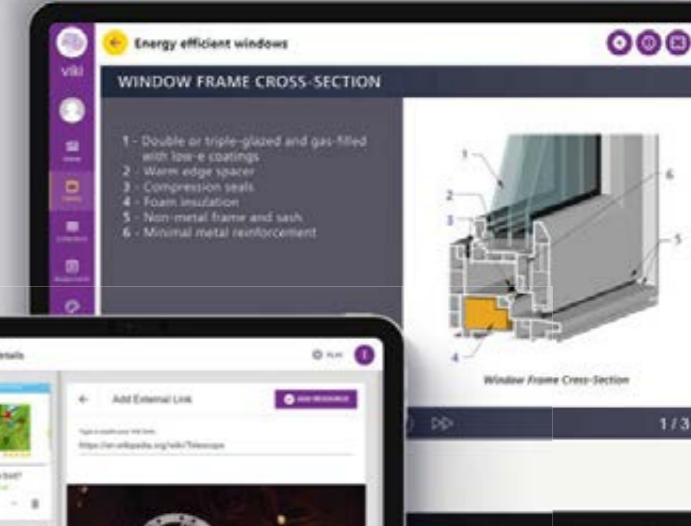 viki
Energy efficient windows
WINDOW FRAME CROSS-SECTION
1 - Double or triple-glazed and gas-filled
with low-e coatings
2 - Warm edge spacer
3 - Compression seals
4 - Foam insulation
5 - Non-metal frame and sash
6 - Minimal metal reinforcement
1
2
3
4
5
6
Window Frame Cross-Section
1/3
PLAY
Add External Link
ADD RESOURCE
https://en.wikipedia.org/wiki/Telescope